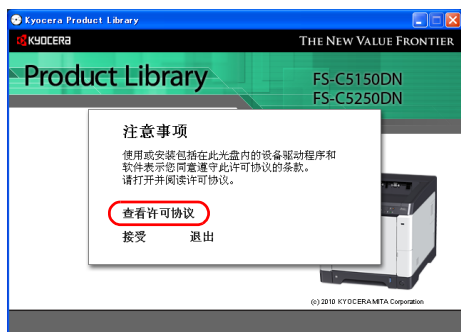 Kyocera Product Library
KYOCERA
THE NEW VALUE FRONTIER
Product Library
FS-C5150DN
FS-C5250DN
注意事项
使用或安装包括在此光盘内的设备驱动程序和
软件表示您同意遵守此许可协议的条款。
请打开并阅读许可协议。
查看许可协议
接受 退出
(c) 2010 KYOCERA MITA Corporation